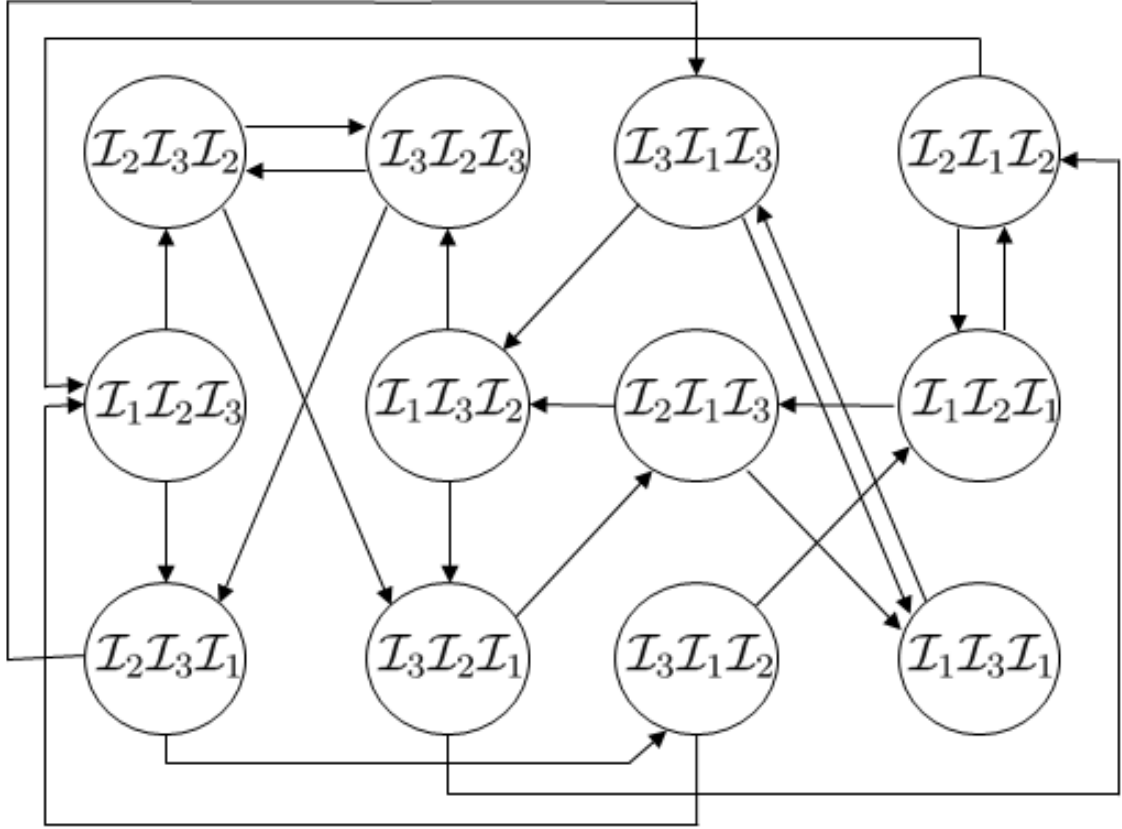 ℐ₂ℐ₃ℐ₂ ℐ₃ℐ₂ℐ₃ ℐ₃ℐ₁ℐ₃ ℐ₂ℐ₁ℐ₂
ℐ₁ℐ₂ℐ₃ ℐ₁ℐ₃ℐ₂ ℐ₂ℐ₁ℐ₃ ℐ₁ℐ₂ℐ₁
ℐ₂ℐ₃ℐ₁ ℐ₃ℐ₂ℐ₁ ℐ₃ℐ₁ℐ₂ ℐ₁ℐ₃ℐ₁